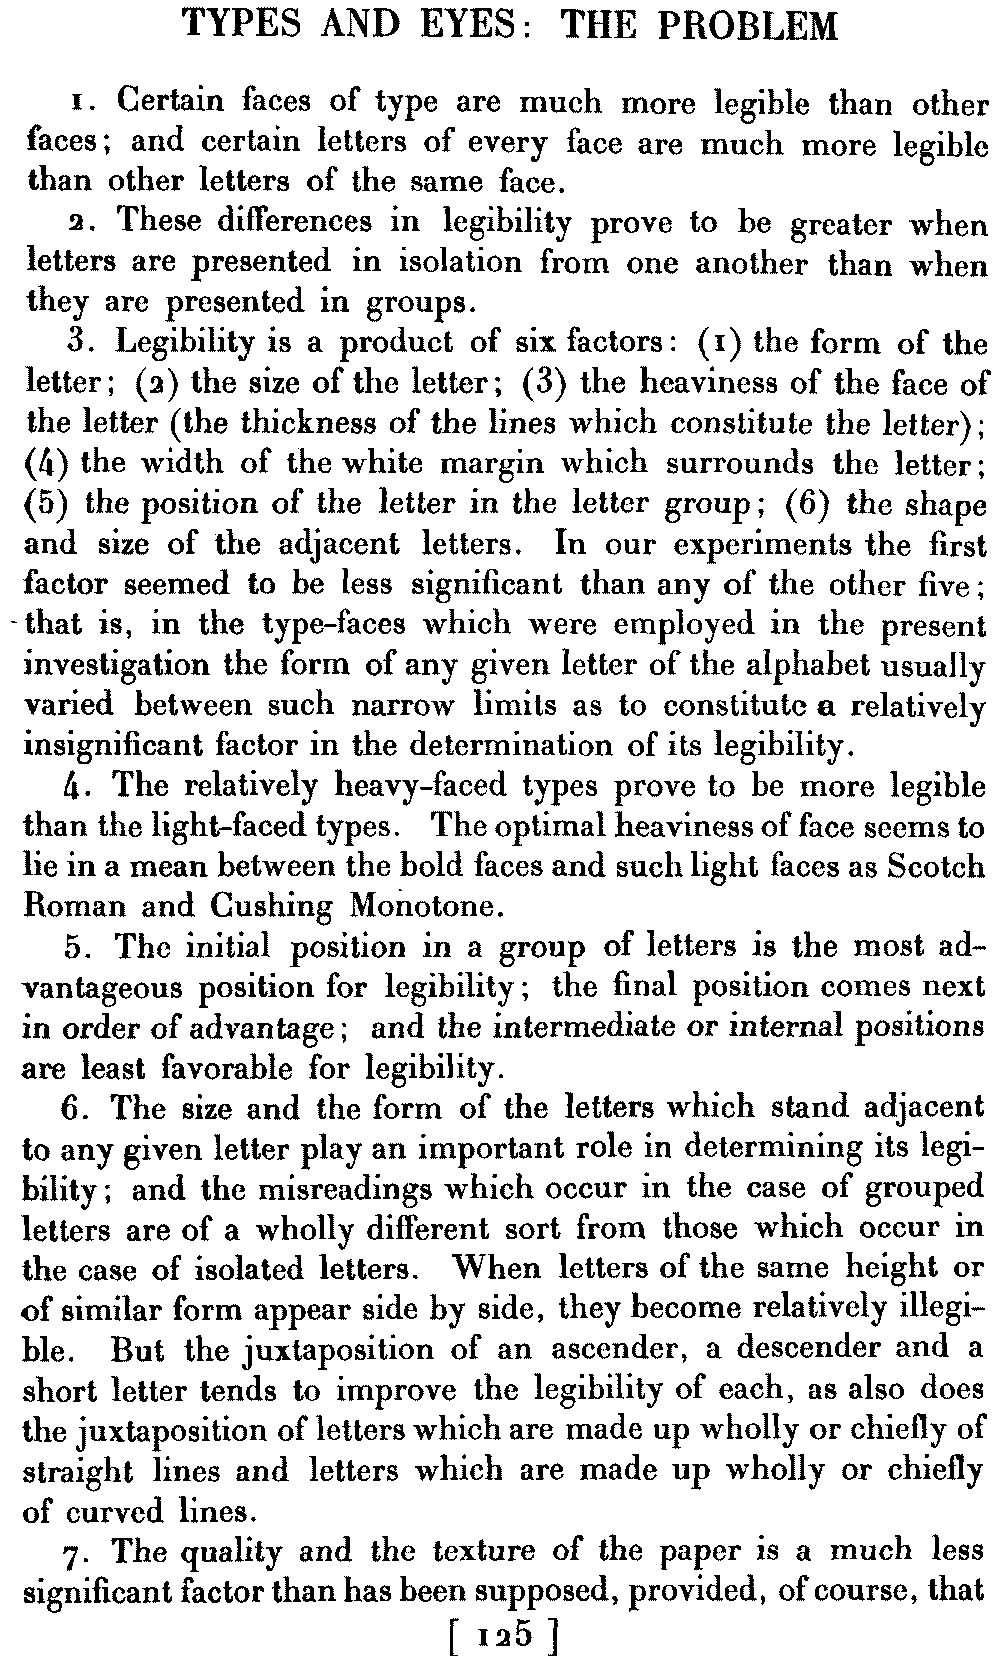 TYPES AND EYES: THE PROBLEM
1. Certain faces of type are much more legible than other
faces; and certain letters of every face are much more legible
than other letters of the same face.
2. These differences in legibility prove to be greater when
letters are presented in isolation from one another than when
they are presented in groups.
3. Legibility is a product of six factors: (1) the form of the
letter; (2) the size of the letter; (3) the heaviness of the face of
the letter (the thickness of the lines which constitute the letter);
(4) the width of the white margin which surrounds the letter;
(5) the position of the letter in the letter group; (6) the shape
and size of the adjacent letters. In our experiments the first
factor seemed to be less significant than any of the other five;
that is, in the type-faces which were employed in the present
investigation the form of any given letter of the alphabet usually
varied between such narrow limits as to constitute a relatively
insignificant factor in the determination of its legibility.
4. The relatively heavy-faced types prove to be more legible
than the light-faced types. The optimal heaviness of face seems to
lie in a mean between the bold faces and such light faces as Scotch
Roman and Cushing Monotone.
5. The initial position in a group of letters is the most ad-
vantageous position for legibility; the final position comes next
in order of advantage; and the intermediate or internal positions
are least favorable for legibility.
6. The size and the form of the letters which stand adjacent
to any given letter play an important role in determining its legi-
bility; and the misreadings which occur in the case of grouped
letters are of a wholly different sort from those which occur in
the case of isolated letters. When letters of the same height or
of similar form appear side by side, they become relatively illegi-
ble. But the juxtaposition of an ascender, a descender and a
short letter tends to improve the legibility of each, as also does
the juxtaposition of letters which are made up wholly or chiefly of
straight lines and letters which are made up wholly or chiefly
of curved lines.
7. The quality and the texture of the paper is a much less
significant factor than has been supposed, provided, of course, that
[ 125 ]